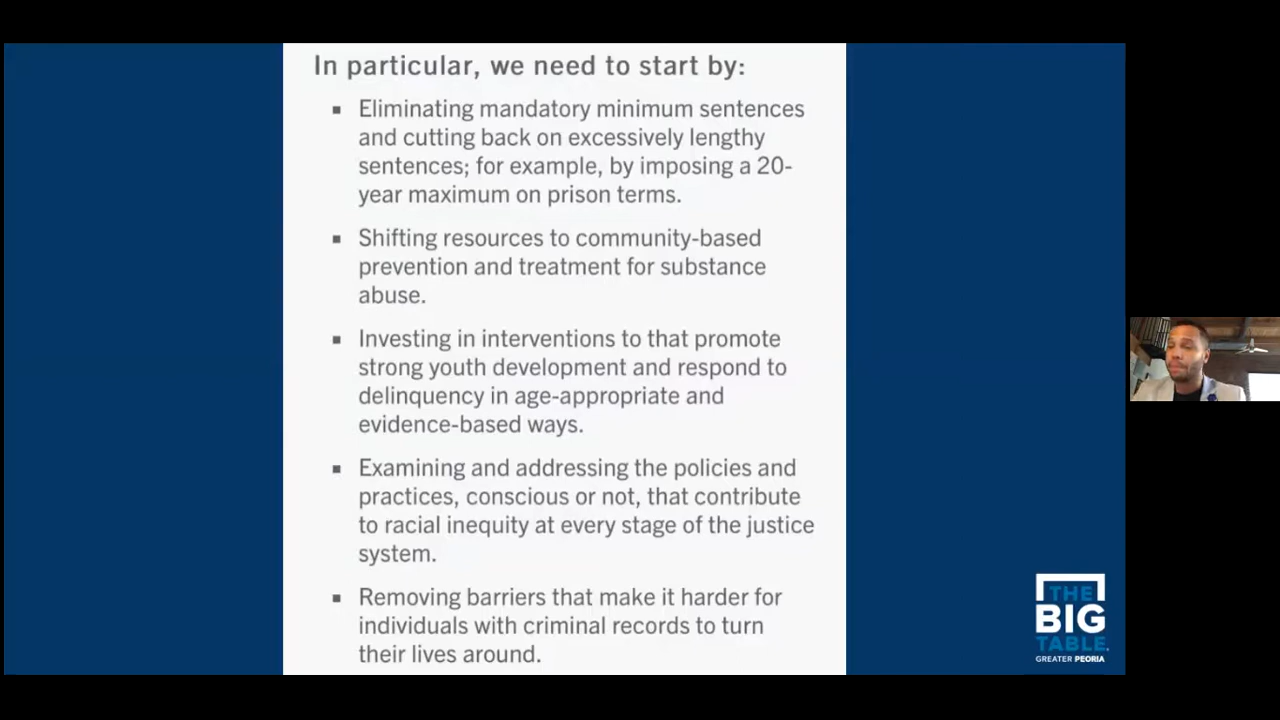 In particular, we need to start by:
▪ Eliminating mandatory minimum sentences
and cutting back on excessively lengthy
sentences; for example, by imposing a 20-
year maximum on prison terms.
▪ Shifting resources to community-based
prevention and treatment for substance
abuse.
▪ Investing in interventions to that promote
strong youth development and respond to
delinquency in age-appropriate and
evidence-based ways.
▪ Examining and addressing the policies and
practices, conscious or not, that contribute
to racial inequity at every stage of the justice
system.
▪ Removing barriers that make it harder for
individuals with criminal records to turn
their lives around.
THE
BIG
TABLE.
GREATER PEORIA